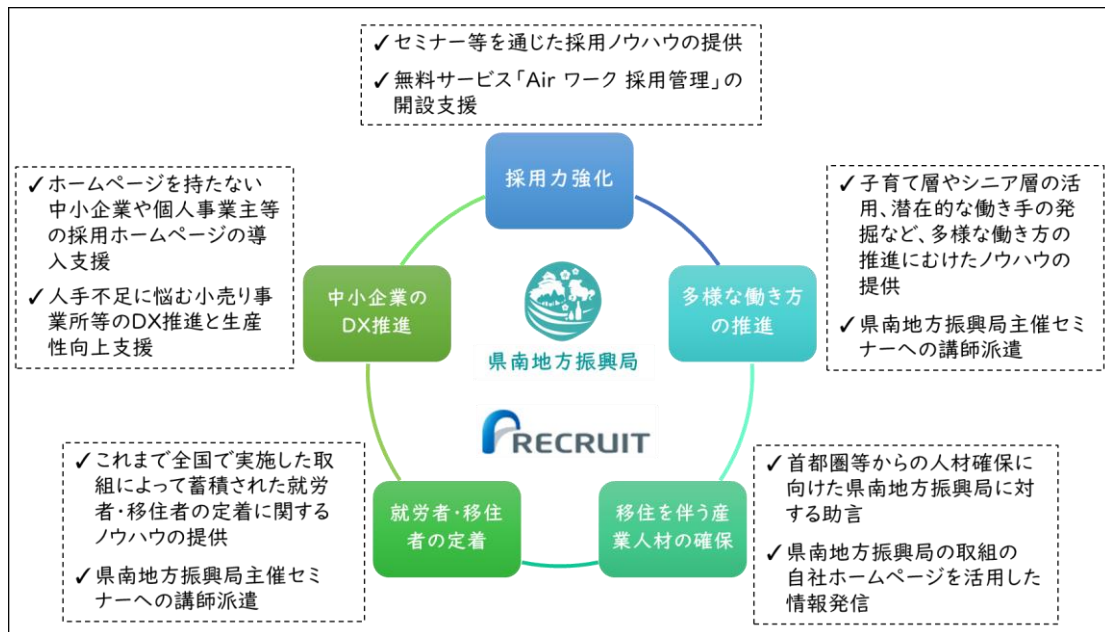 ✓セミナー等を通じた採用ノウハウの提供
✓無料サービス「Air ワーク 採用管理」の
開設支援
採用力強化
✓ホームページを持たない
中小企業や個人事業主等
の採用ホームページの導
入支援
✓人手不足に悩む小売り事
業所等のDX推進と生産
性向上支援
中小企業の
DX推進
県南地方振興局
RECRUIT
多様な働き方
の推進
✓子育て層やシニア層の活
用、潜在的な働き手の発
掘など、多様な働き方の
推進にむけたノウハウの
提供
✓県南地方振興局主催セミ
ナーへの講師派遣
✓これまで全国で実施した取
組によって蓄積された就労
者・移住者の定着に関する
ノウハウの提供
✓県南地方振興局主催セミ
ナーへの講師派遣
就労者・移住
者の定着
移住を伴う産
業人材の確保
✓首都圏等からの人材確保に
向けた県南地方振興局に対
する助言
✓県南地方振興局の取組の
自社ホームページを活用した
情報発信